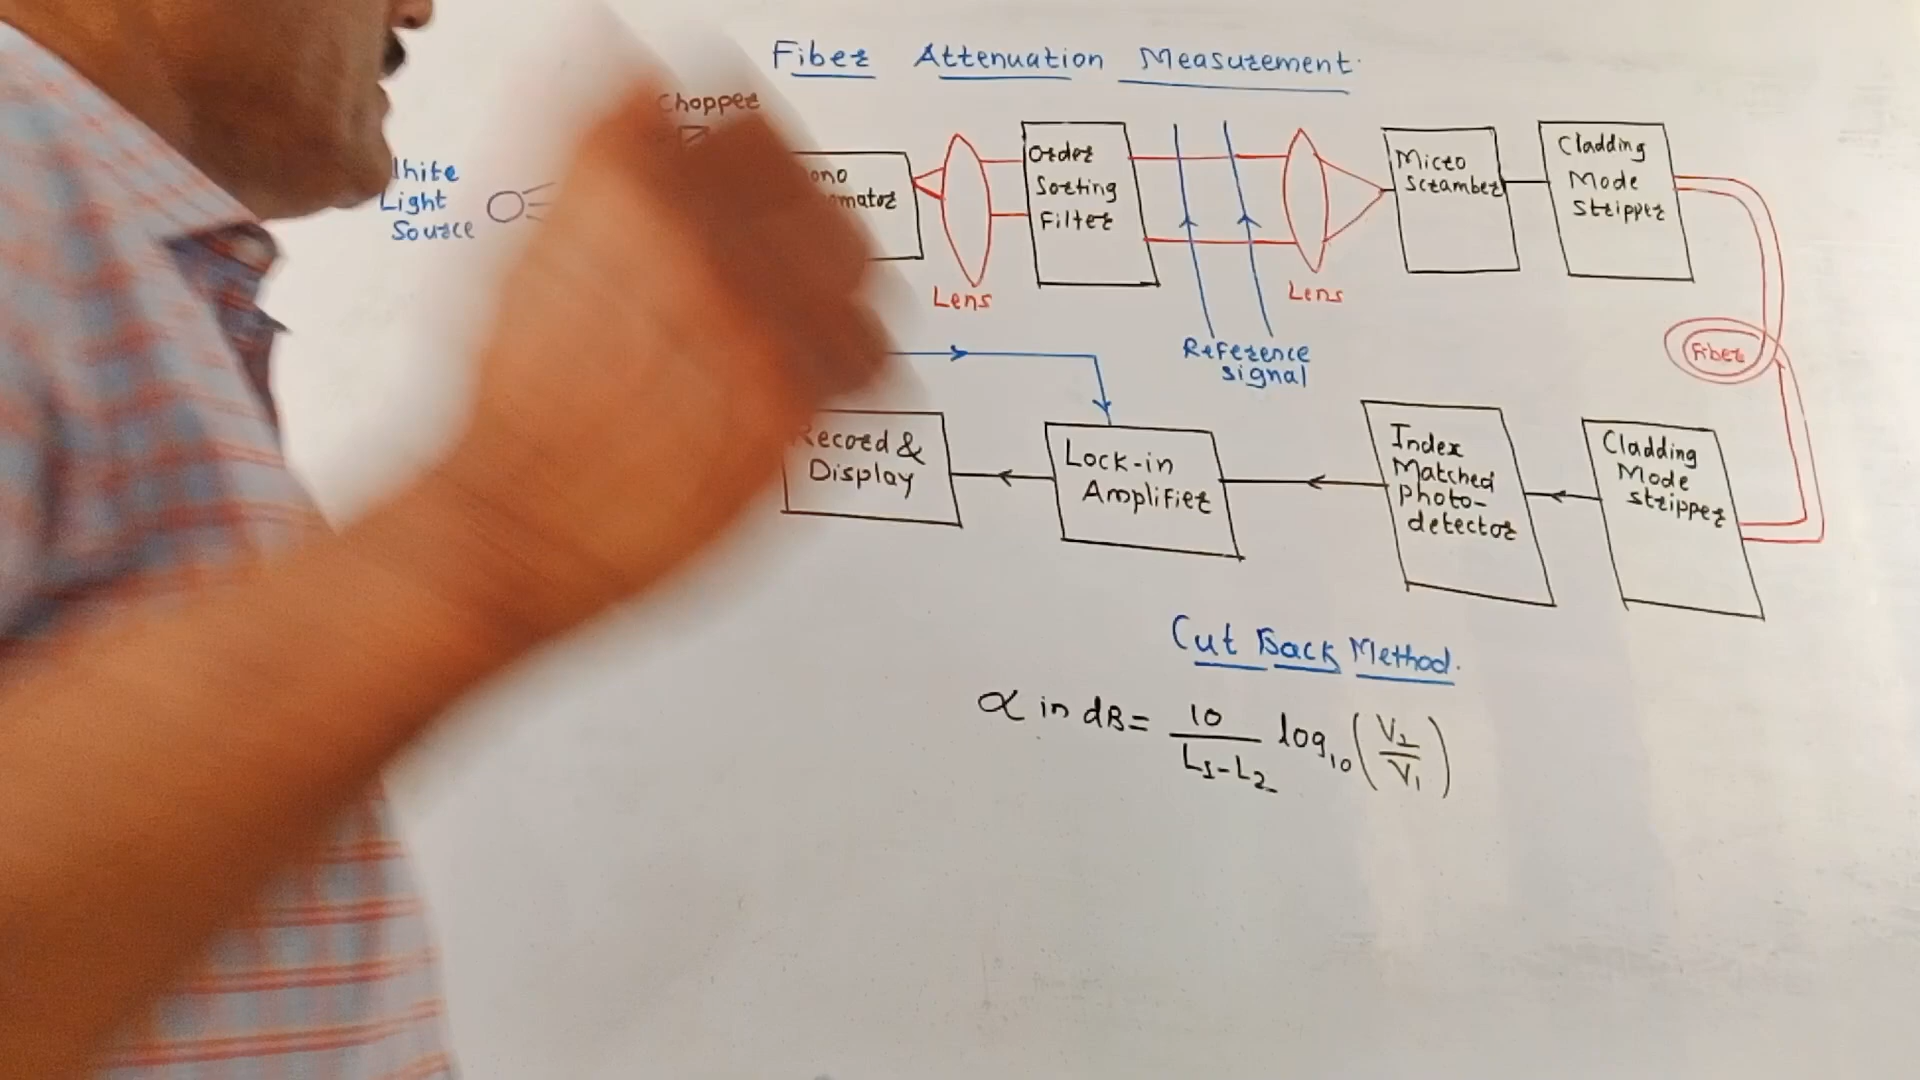 Fiber Attenuation Measurement.
Chopper
Light
Source
Lens
Order
Sorting
Filter
Reference
signal
Lens
Micro
Scramber
Cladding
Mode
Stripper
Fiber
Cladding
Mode
stripper
Index
Matched
photo-
detector
Lock-in
Amplifier
Record &
Display
Cut Back Method.
α in dB = 10 / (L1 - L2) log10 (V2 / V1)